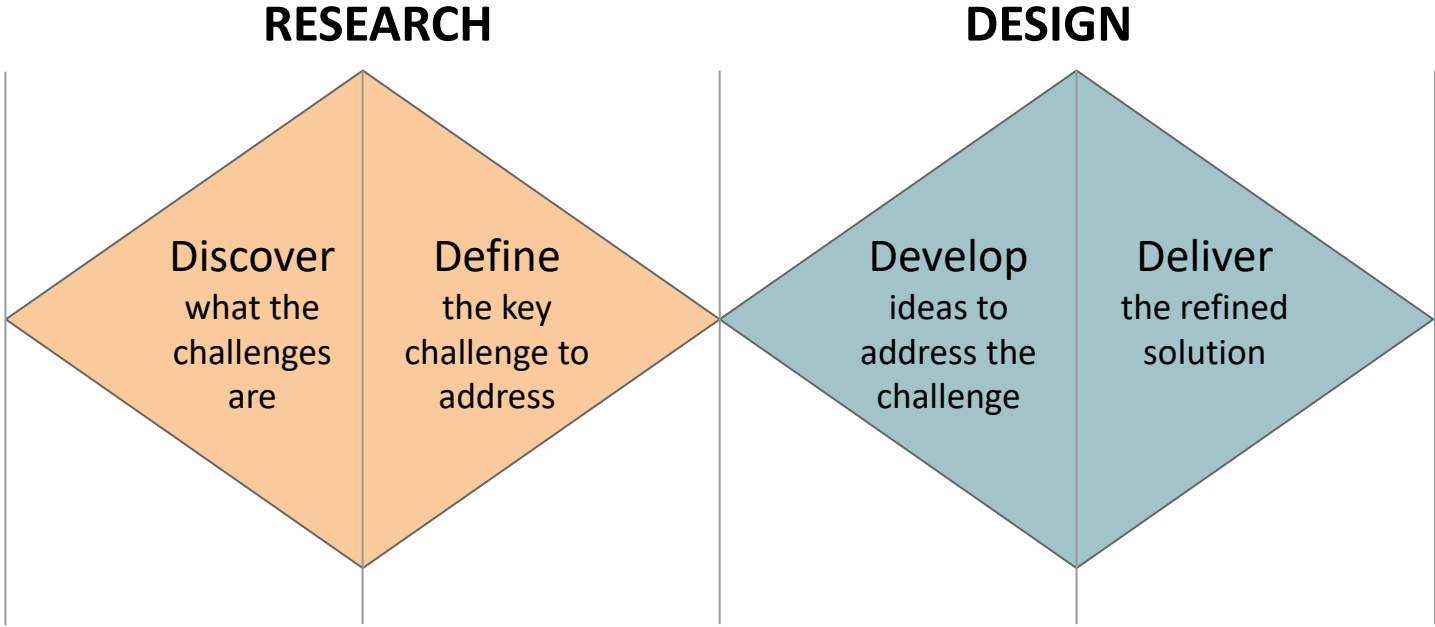 RESEARCH
DESIGN
Discover
what the
challenges
are
Define
the key
challenge to
address
Develop
ideas to
address the
challenge
Deliver
the refined
solution